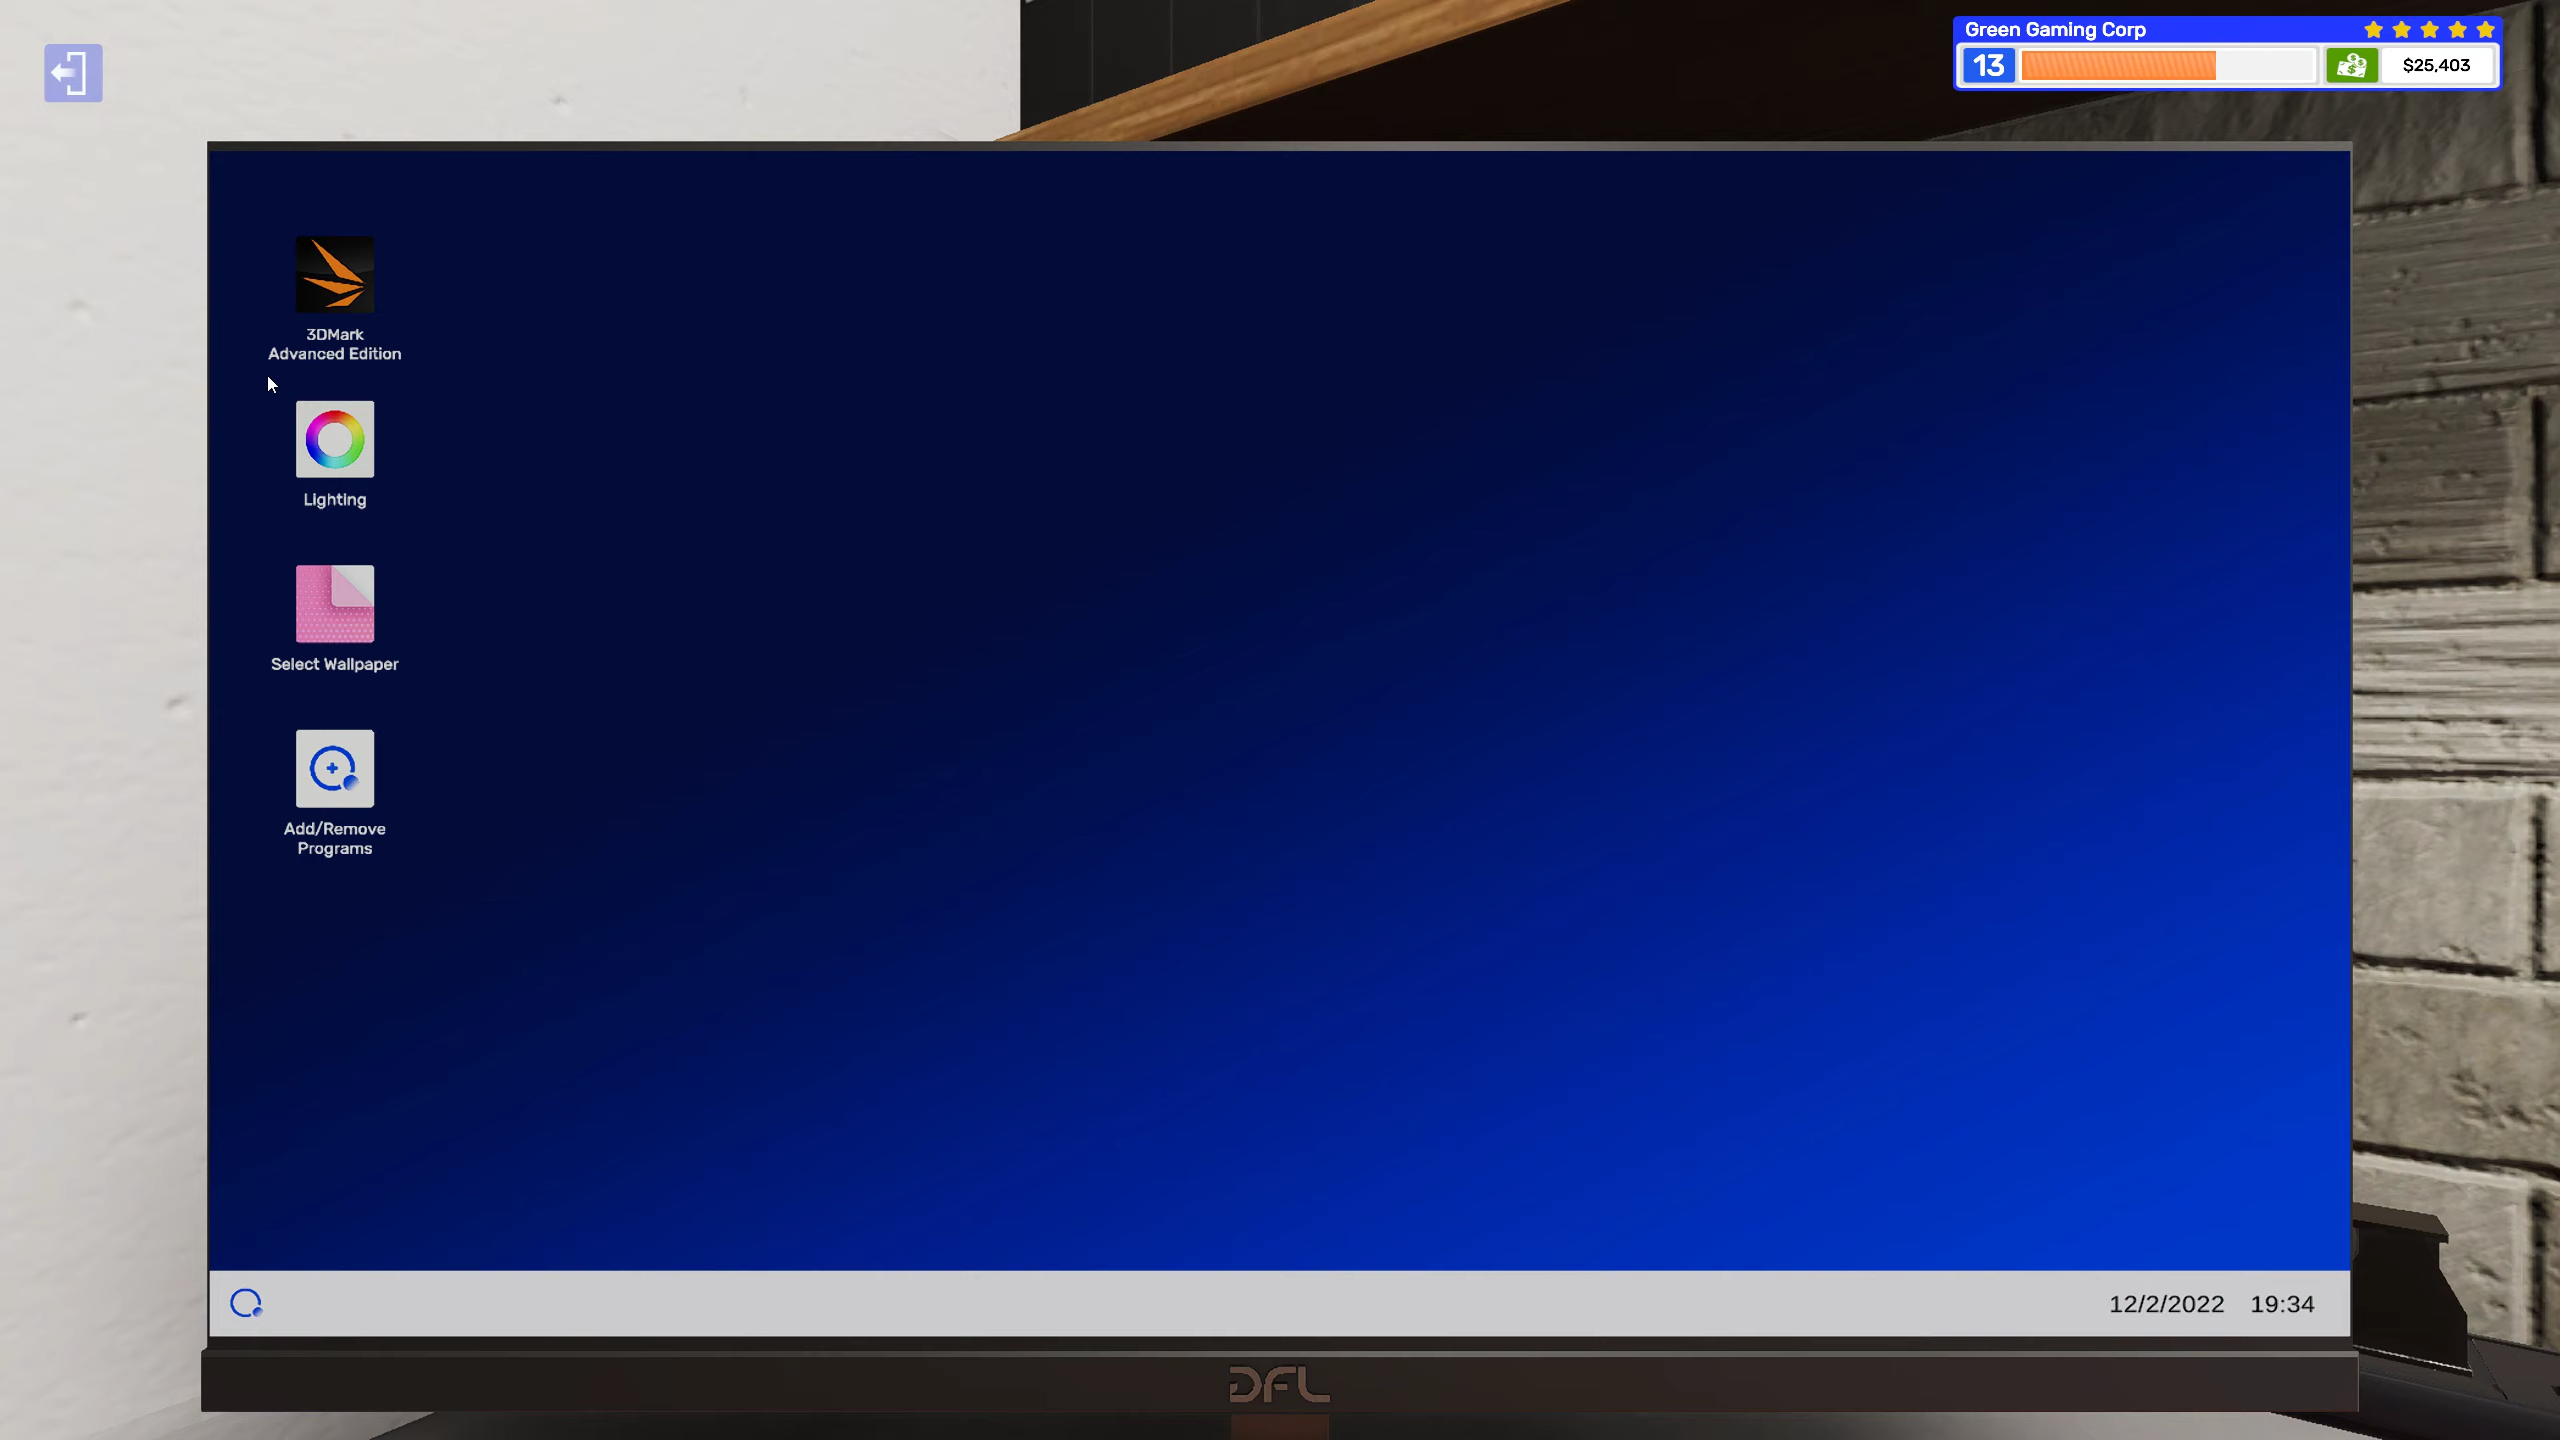 Green Gaming Corp
13
$25,403
3DMark
Advanced Edition
Lighting
Select Wallpaper
Add/Remove
Programs
12/2/2022 19:34
DFL